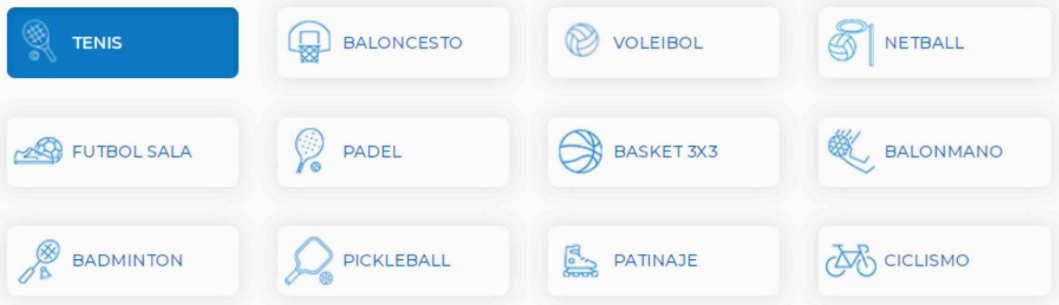 TENIS
BALONCESTO
VOLEIBOL
NETBALL
FUTBOL SALA
PADEL
BASKET 3X3
BALONMANO
BADMINTON
PICKLEBALL
PATINAJE
CICLISMO